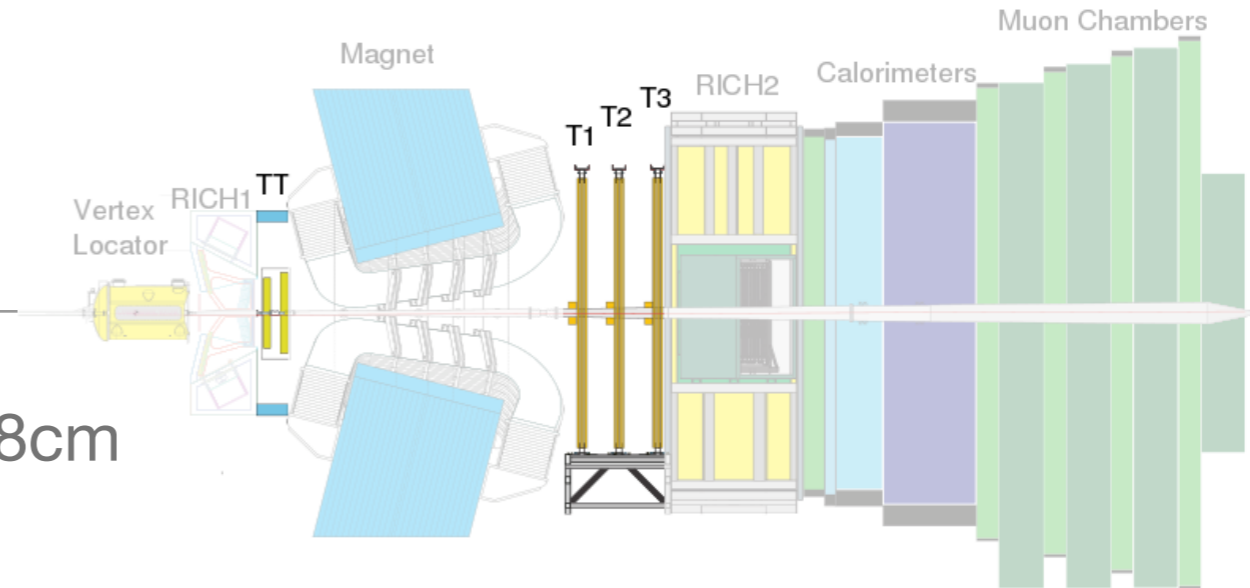 Muon Chambers
Magnet
Calorimeters
RICH2
T3
T2
T1
TT
RICH1
Vertex
Locator
8cm